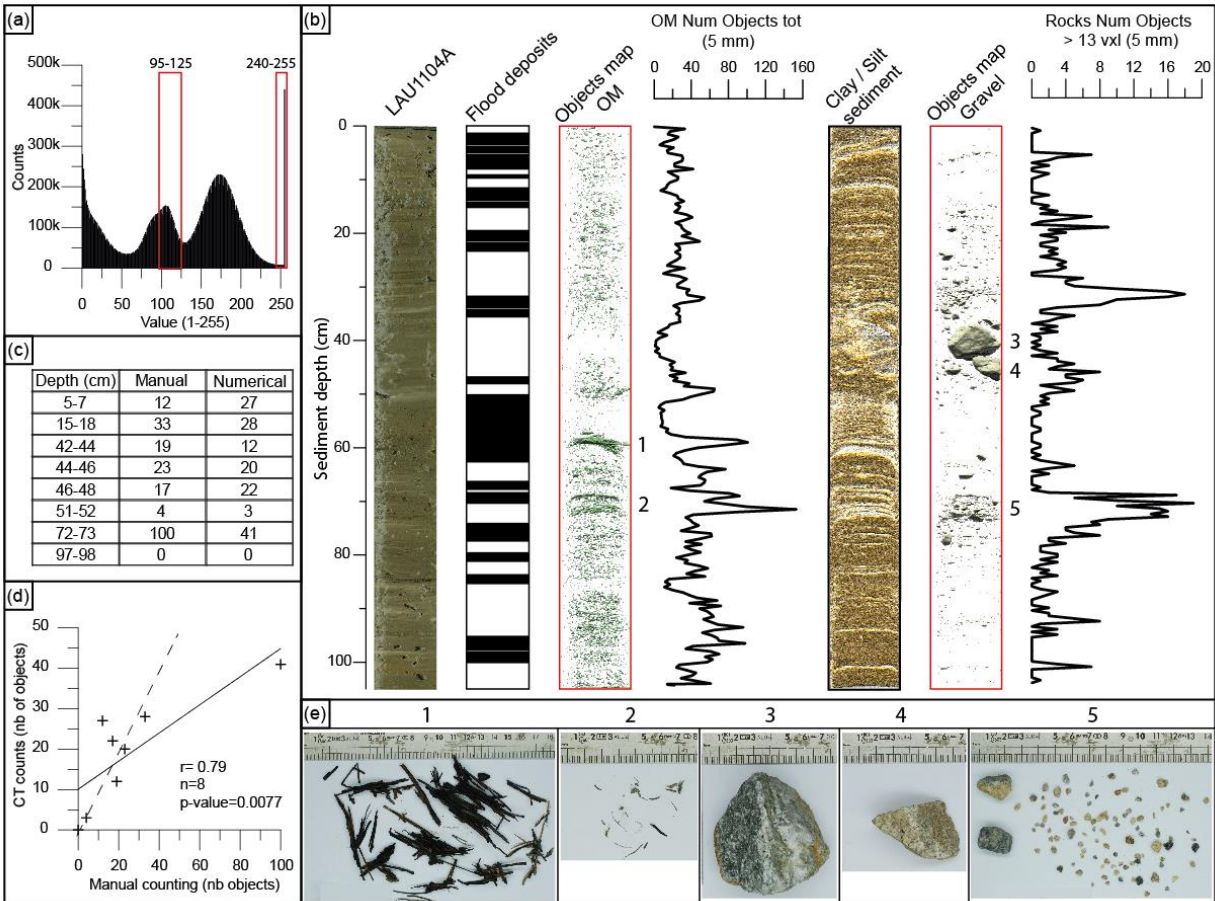 (a)
95-125
240-255
500k
400k
300k
200k
100k
0
Counts
0
50
100
150
200
250
Value (1-255)
(b)
LAU1104A
Flood deposits
Objects map
OM
OM Num Objects tot
(5 mm)
0
40
80
120
160
Clay / Silt
sediment
Objects map
Gravel
Rocks Num Objects
> 13 vxl (5 mm)
0
4
8
12
16
20
Sediment depth (cm)
0
20
40
60
80
100
1
2
3
4
5
(c)
Depth (cm) Manual Numerical
5-7 12 27
15-18 33 28
42-44 19 12
44-46 23 20
46-48 17 22
51-52 4 3
72-73 100 41
97-98 0 0
(d)
50
40
30
20
10
0
CT counts (nb of objects)
r= 0.79
n=8
p-value=0.0077
0
20
40
60
80
100
Manual counting (nb objects)
(e)
1
2
3
4
5